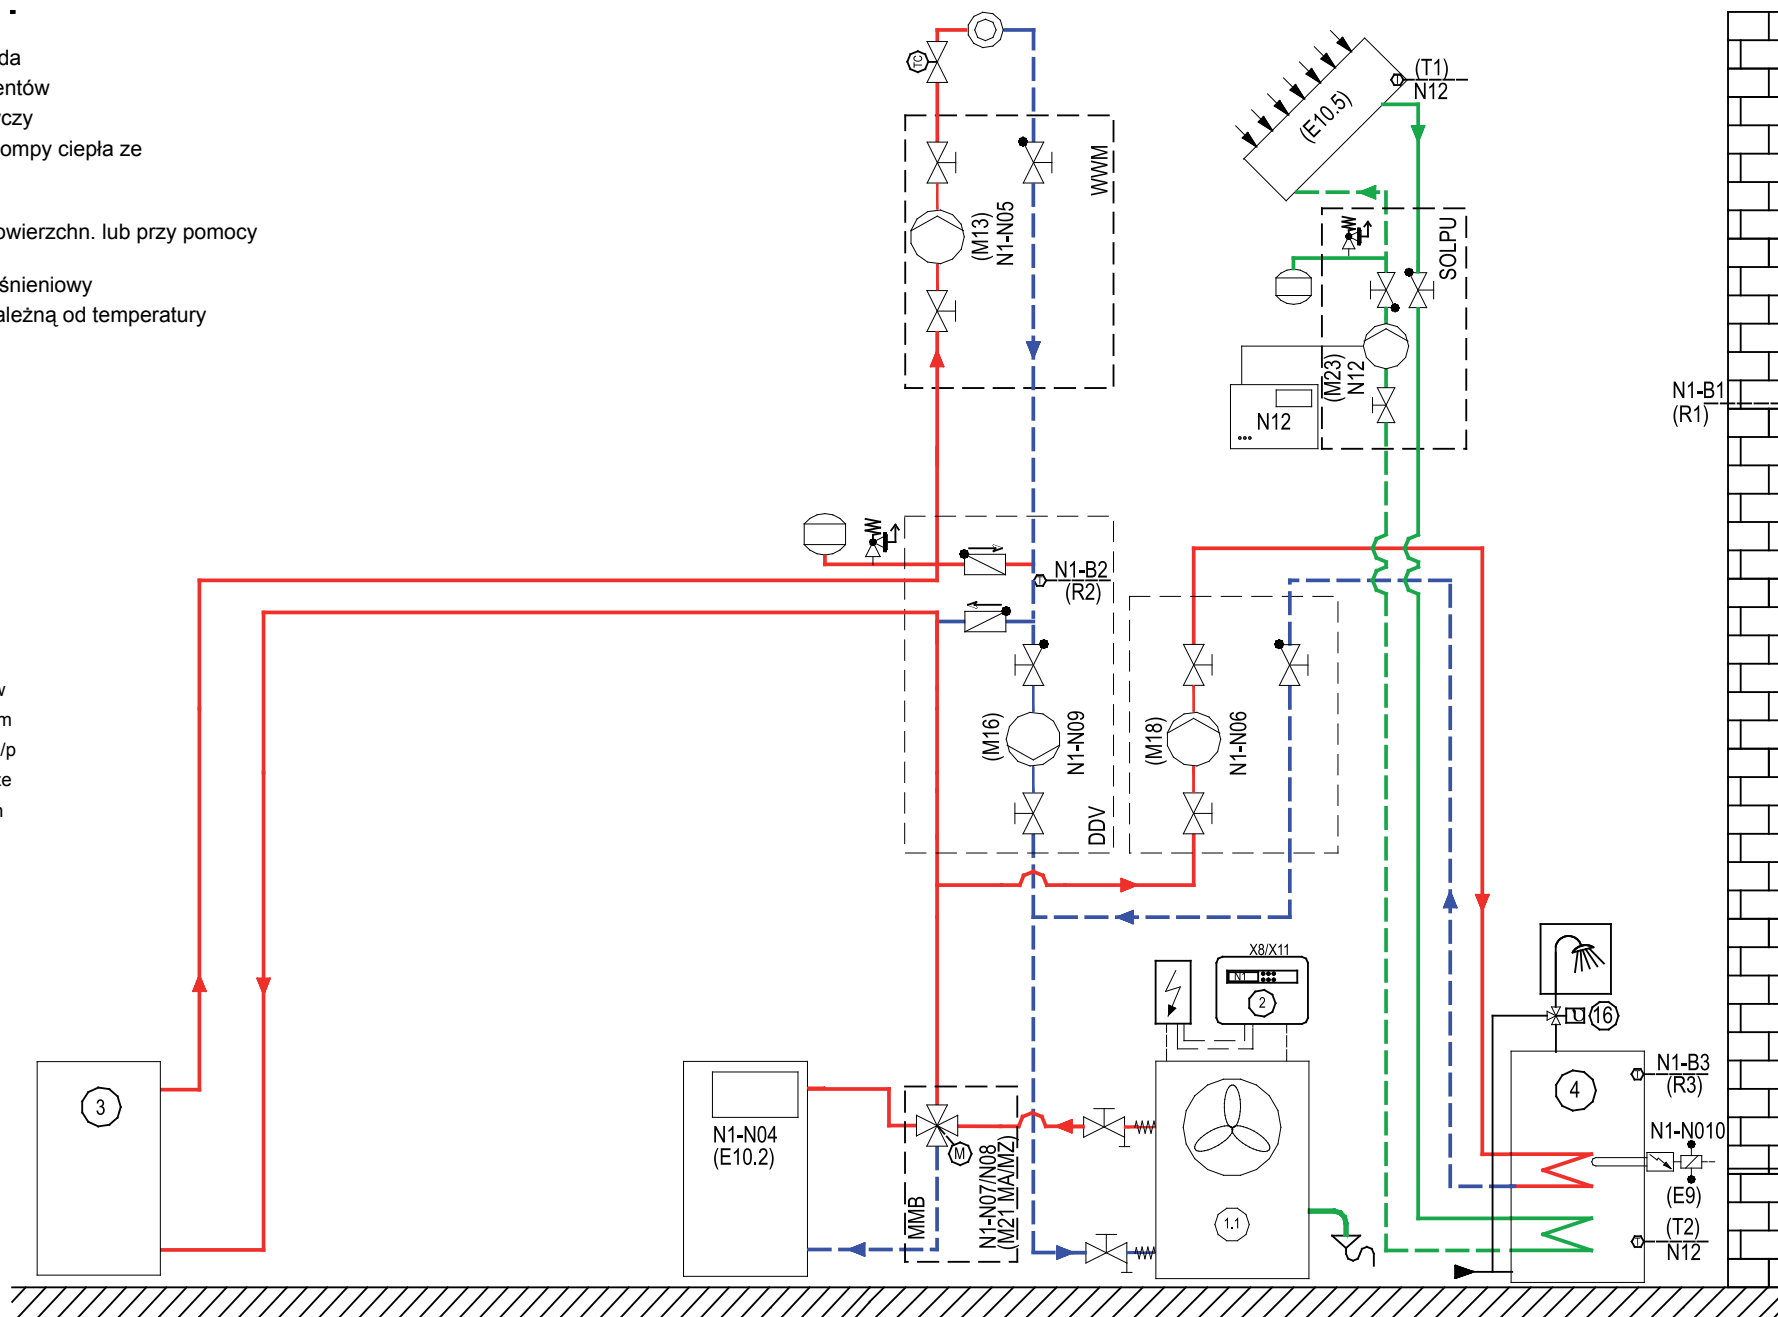 -
da
entów
czy
ompy ciepła ze
owierzchn. lub przy pomocy
śnieniowy
ależną od temperatury
w
m
/p
że
n
TC
WWM
(M13)
N1-N05
(E10.5)
(T1)
N12
SOLPU
(M23)
N12
N12
N1-B1
(R1)
N1-B2
(R2)
(M16)
N1-N09
DDV
(M18)
N1-N06
X8/X11
N1
2
16
3
N1-N04
(E10.2)
M
MMB
N1-N07/N08
(M21 MA/MZ)
1.1
4
N1-B3
(R3)
N1-N010
(E9)
(T2)
N12